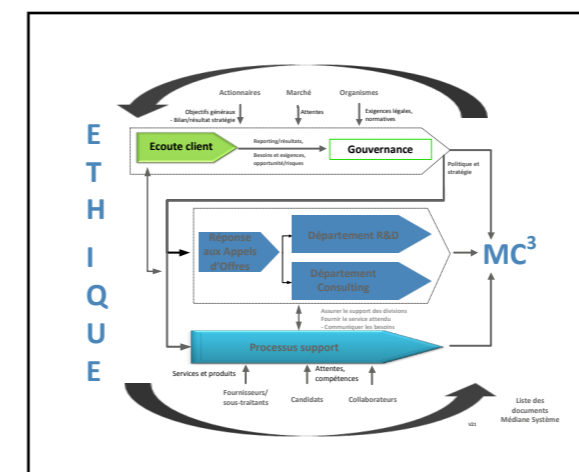 Actionnaires
Marché
Organismes
Objectifs généraux
- Bilan/résultat stratégie
Attentes
Exigences légales,
normatives
ETHIQUE
Ecoute client
Reporting/résultats,
Besoins et exigences,
opportunité/risques
Gouvernance
Politique et
stratégie
Réponse
aux Appels
d'Offres
Département R&D
Département
Consulting
MC³
Assurer le support des divisions
Fournir le service attendu
- Communiquer les besoins
Processus support
Services et produits
Attentes,
compétences
Fournisseurs/
sous-traitants
Candidats
Collaborateurs
V21
Liste des
documents
Médiane Système